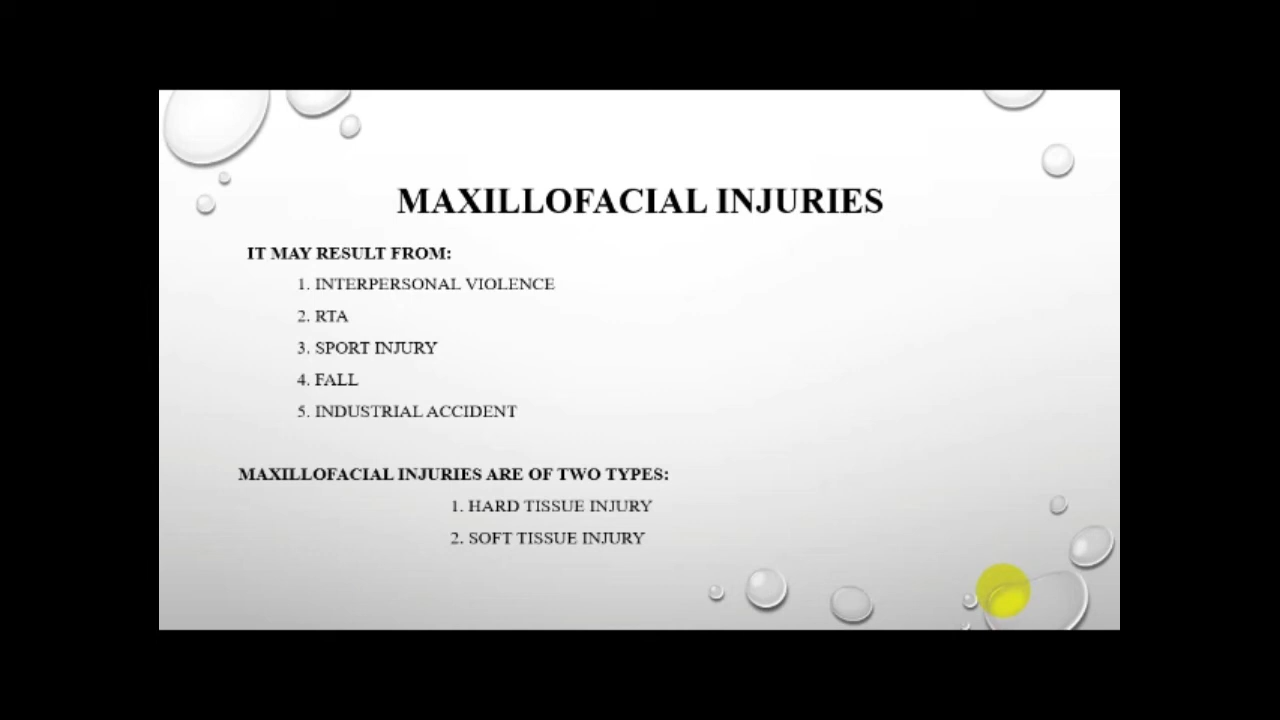 MAXILLOFACIAL INJURIES
IT MAY RESULT FROM:
1. INTERPERSONAL VIOLENCE
2. RTA
3. SPORT INJURY
4. FALL
5. INDUSTRIAL ACCIDENT
MAXILLOFACIAL INJURIES ARE OF TWO TYPES:
1. HARD TISSUE INJURY
2. SOFT TISSUE INJURY